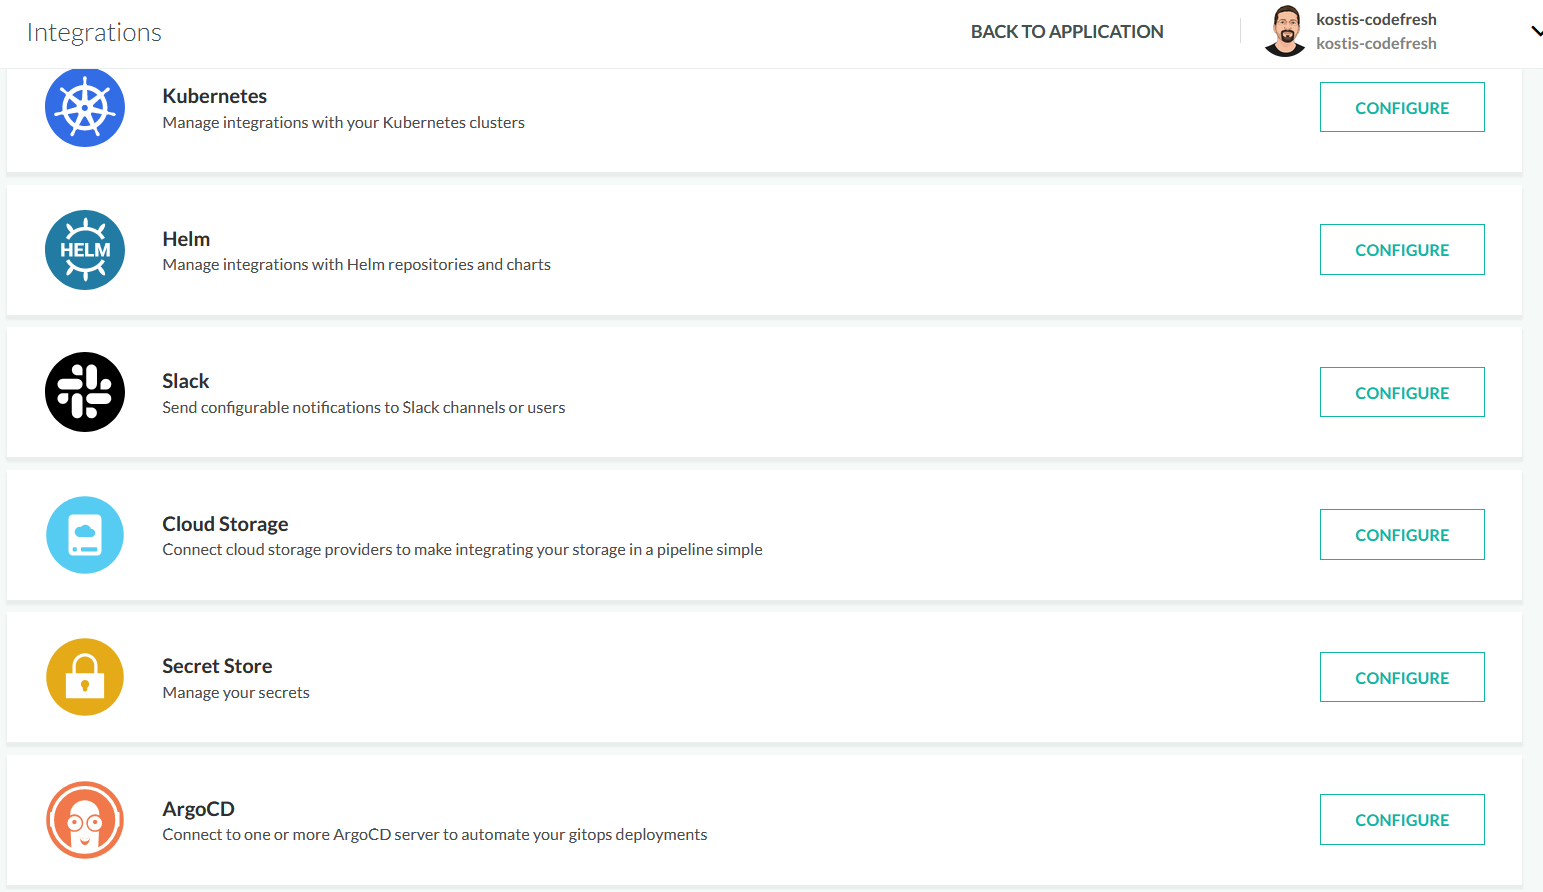 Integrations
BACK TO APPLICATION
kostis-codefresh
kostis-codefresh
Kubernetes
Manage integrations with your Kubernetes clusters
CONFIGURE
HELM
Helm
Manage integrations with Helm repositories and charts
CONFIGURE
Slack
Send configurable notifications to Slack channels or users
CONFIGURE
Cloud Storage
Connect cloud storage providers to make integrating your storage in a pipeline simple
CONFIGURE
Secret Store
Manage your secrets
CONFIGURE
ArgoCD
Connect to one or more ArgoCD server to automate your gitops deployments
CONFIGURE